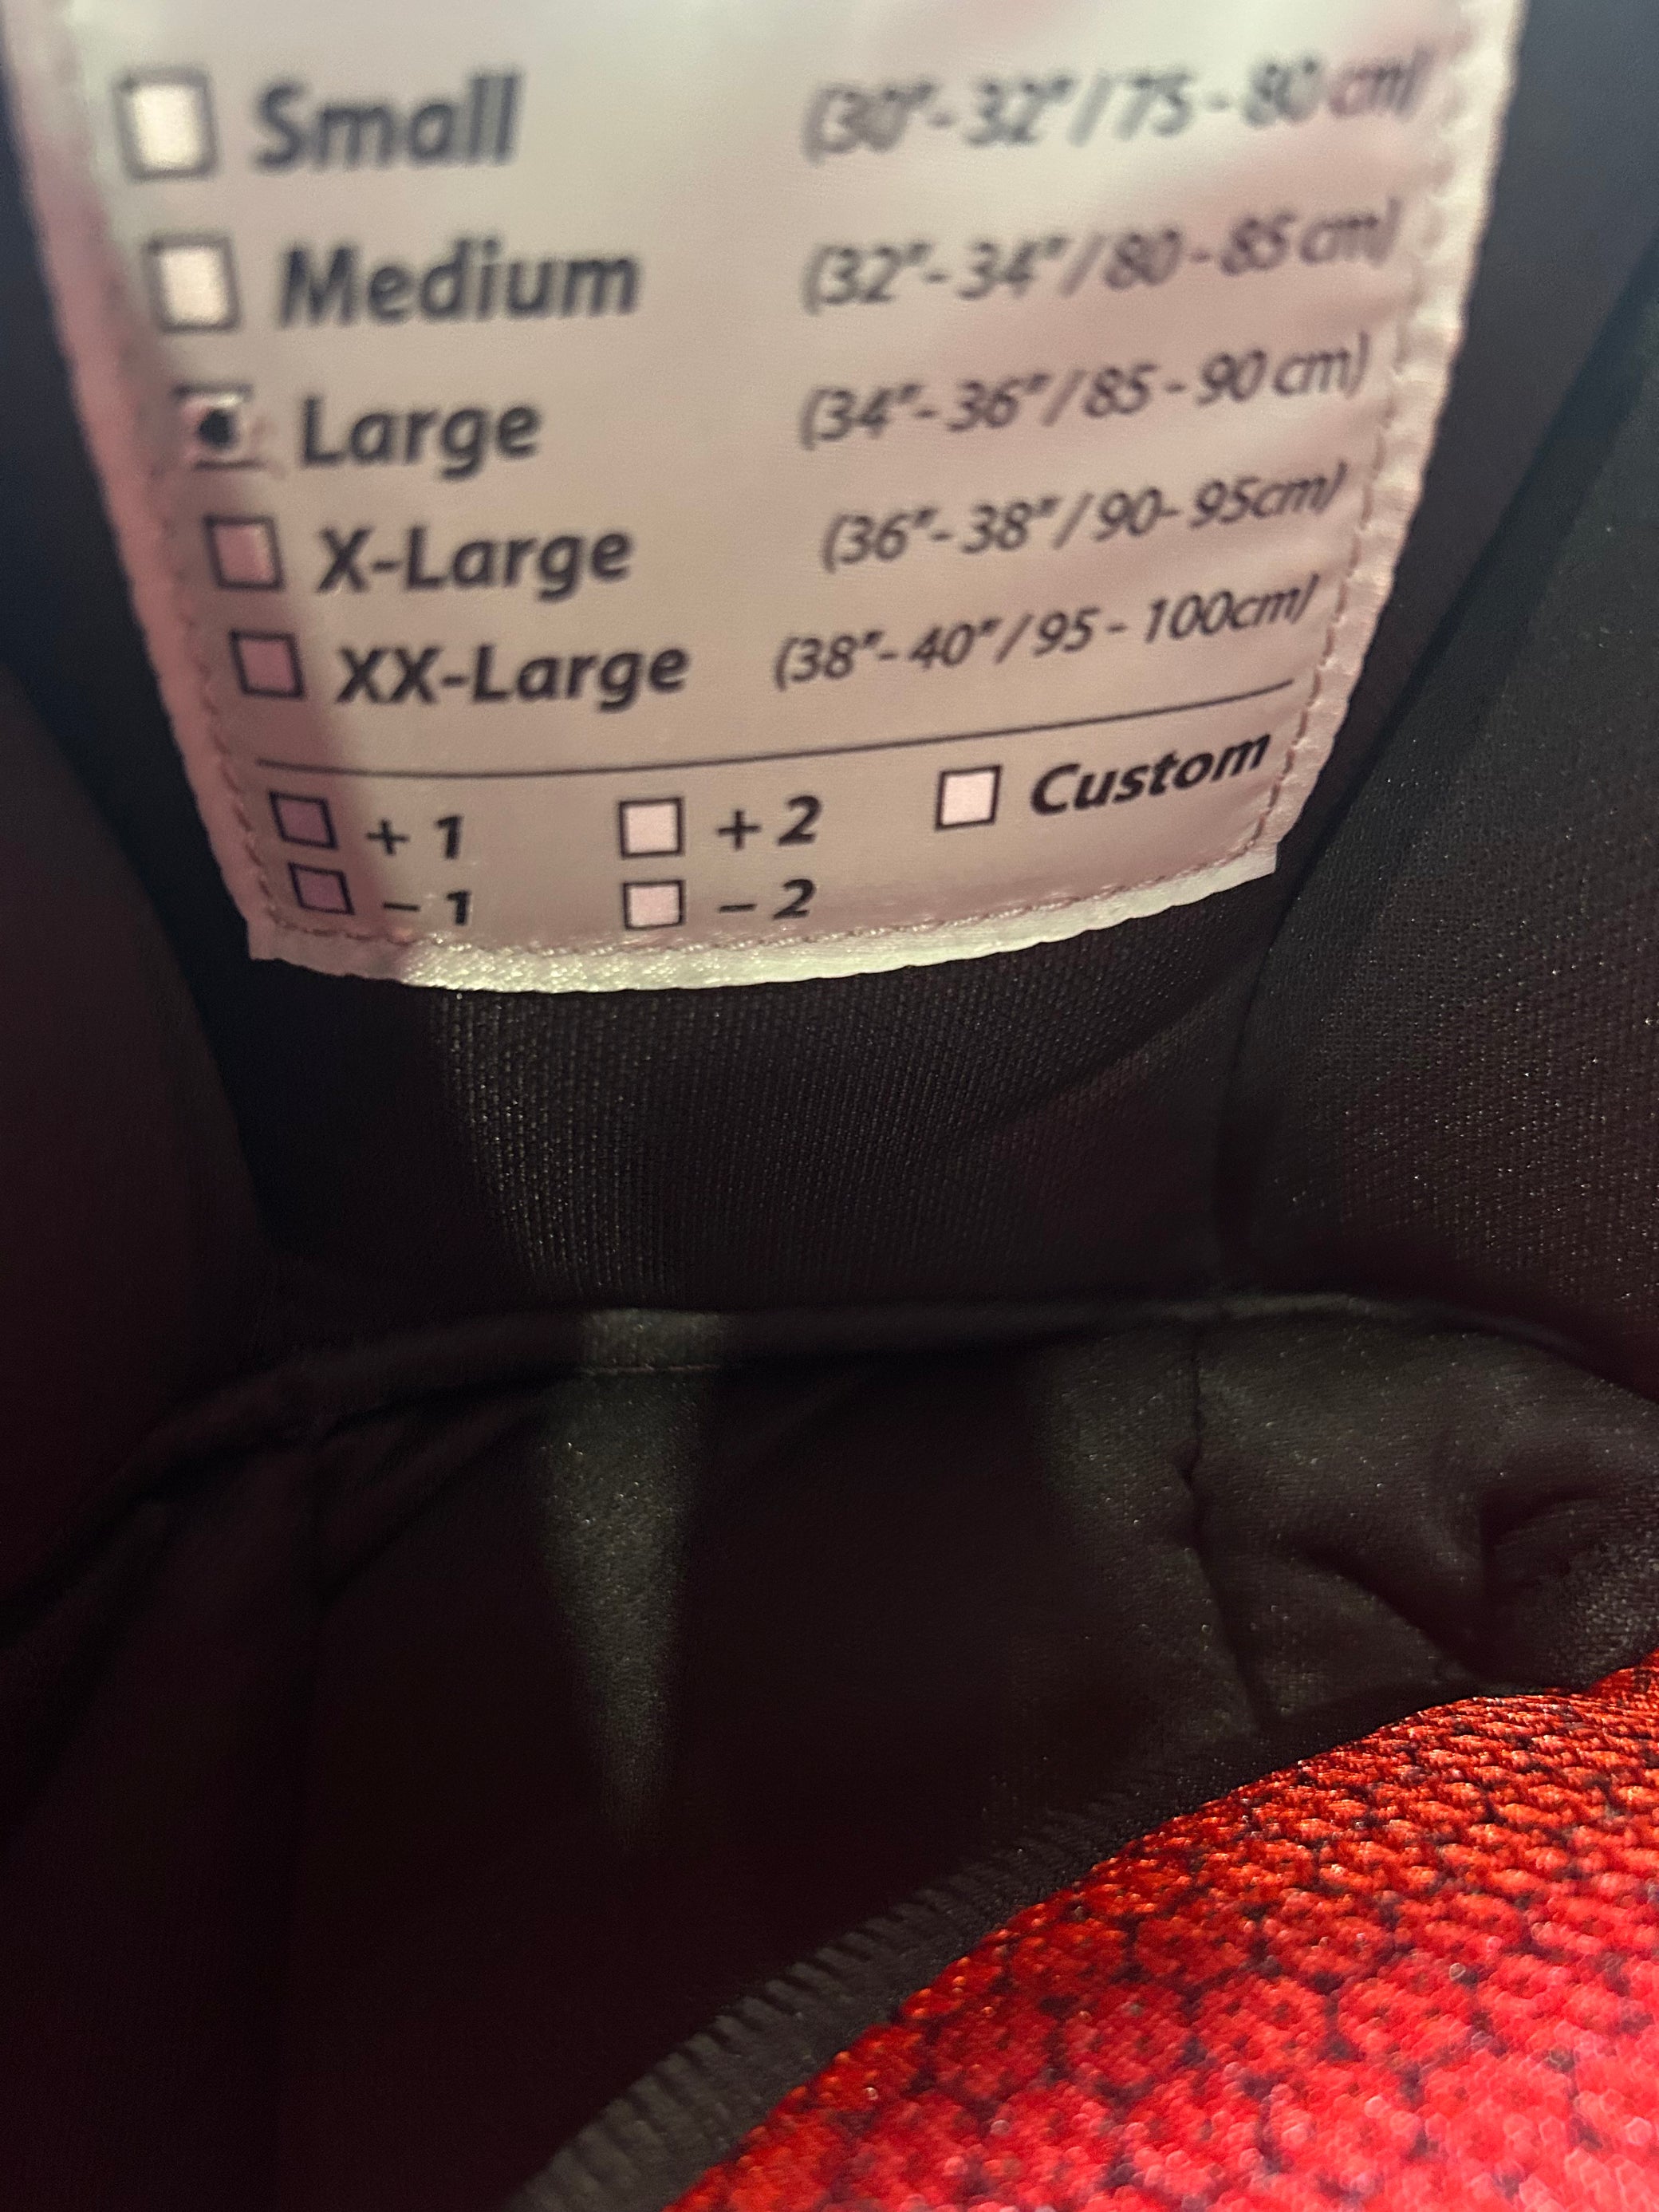 Small (30"- 32"/75 - 80 cm)
Medium (32"- 34"/80 - 85 cm)
Large (34"- 36"/85 - 90 cm)
X-Large (36"- 38"/90- 95cm)
XX-Large (38"- 40"/95 - 100cm)
+ 1 + 2 Custom
– 1 – 2